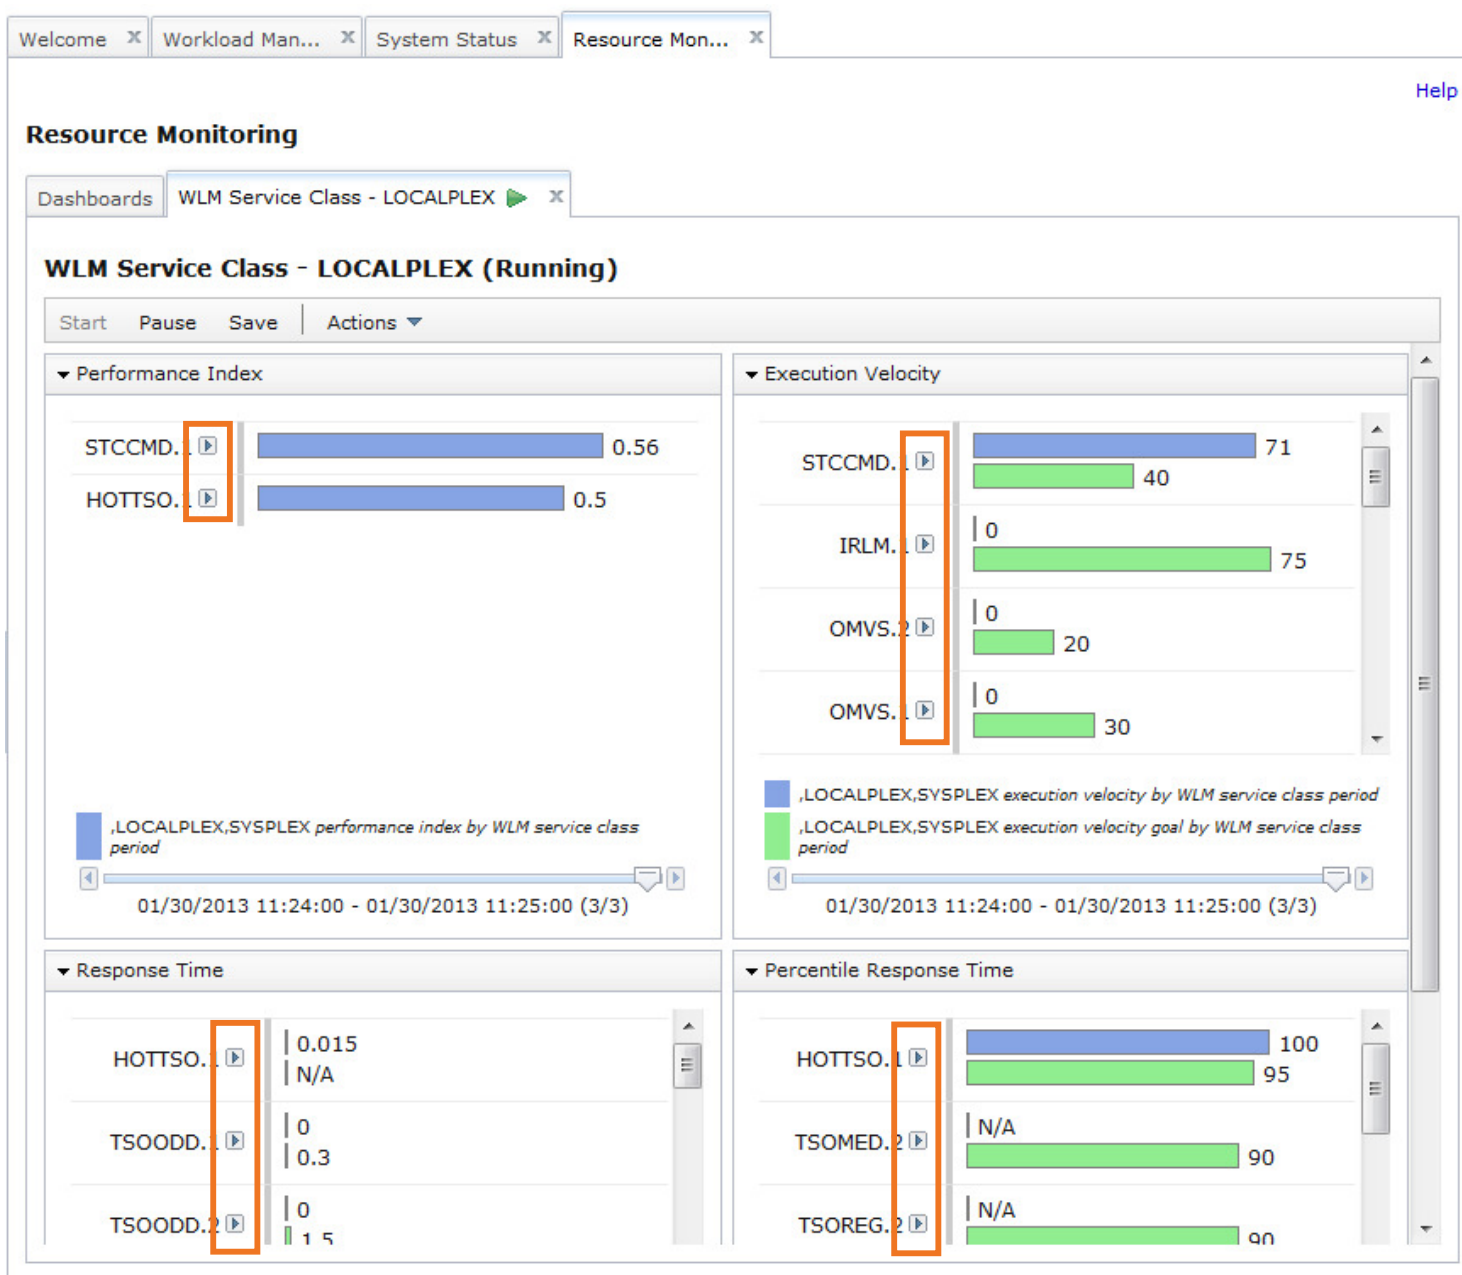 Welcome x Workload Man... x System Status x Resource Mon... x
Help
Resource Monitoring
Dashboards WLM Service Class - LOCALPLEX x
WLM Service Class - LOCALPLEX (Running)
Start Pause Save Actions
Performance Index
STCCMD.1 0.56
HOTTSO.1 0.5
,LOCALPLEX,SYSPLEX performance index by WLM service class
period
01/30/2013 11:24:00 - 01/30/2013 11:25:00 (3/3)
Execution Velocity
STCCMD.1 71
40
IRLM.1 0
75
OMVS.2 0
20
OMVS.1 0
30
,LOCALPLEX,SYSPLEX execution velocity by WLM service class period
,LOCALPLEX,SYSPLEX execution velocity goal by WLM service class
period
01/30/2013 11:24:00 - 01/30/2013 11:25:00 (3/3)
Response Time
HOTTSO.1 0.015
N/A
TSOODD.1 0
0.3
TSOODD.2 0
1.5
Percentile Response Time
HOTTSO.1 100
95
TSOMED.2 N/A
90
TSOREG.2 N/A
90